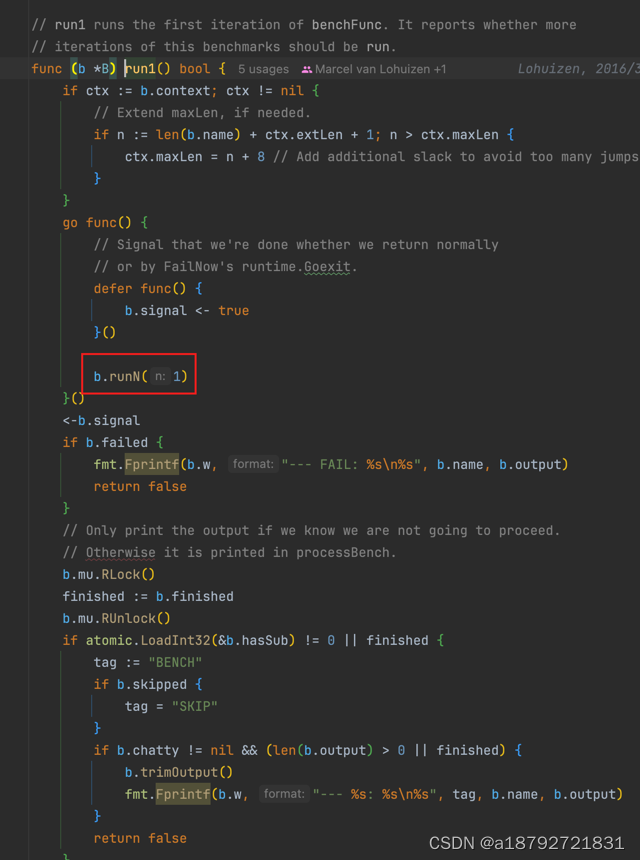 // run1 runs the first iteration of benchFunc. It reports whether more
// iterations of this benchmarks should be run.
func (b *B) run1() bool { 5 usages Marcel van Lohuizen +1 Lohuizen, 2016/3
if ctx := b.context; ctx != nil {
// Extend maxLen, if needed.
if n := len(b.name) + ctx.extLen + 1; n > ctx.maxLen {
ctx.maxLen = n + 8 // Add additional slack to avoid too many jumps
}
}
go func() {
// Signal that we're done whether we return normally
// or by FailNow's runtime.Goexit.
defer func() {
b.signal <- true
}()
b.runN( n: 1)
}()
<-b.signal
if b.failed {
fmt.Fprintf(b.w, format: "--- FAIL: %s\n%s", b.name, b.output)
return false
}
// Only print the output if we know we are not going to proceed.
// Otherwise it is printed in processBench.
b.mu.RLock()
finished := b.finished
b.mu.RUnlock()
if atomic.LoadInt32(&b.hasSub) != 0 || finished {
tag := "BENCH"
if b.skipped {
tag = "SKIP"
}
if b.chatty != nil && (len(b.output) > 0 || finished) {
b.trimOutput()
fmt.Fprintf(b.w, format: "--- %s: %s\n%s", tag, b.name, b.output)
}
return false
}
CSDN @a18792721831